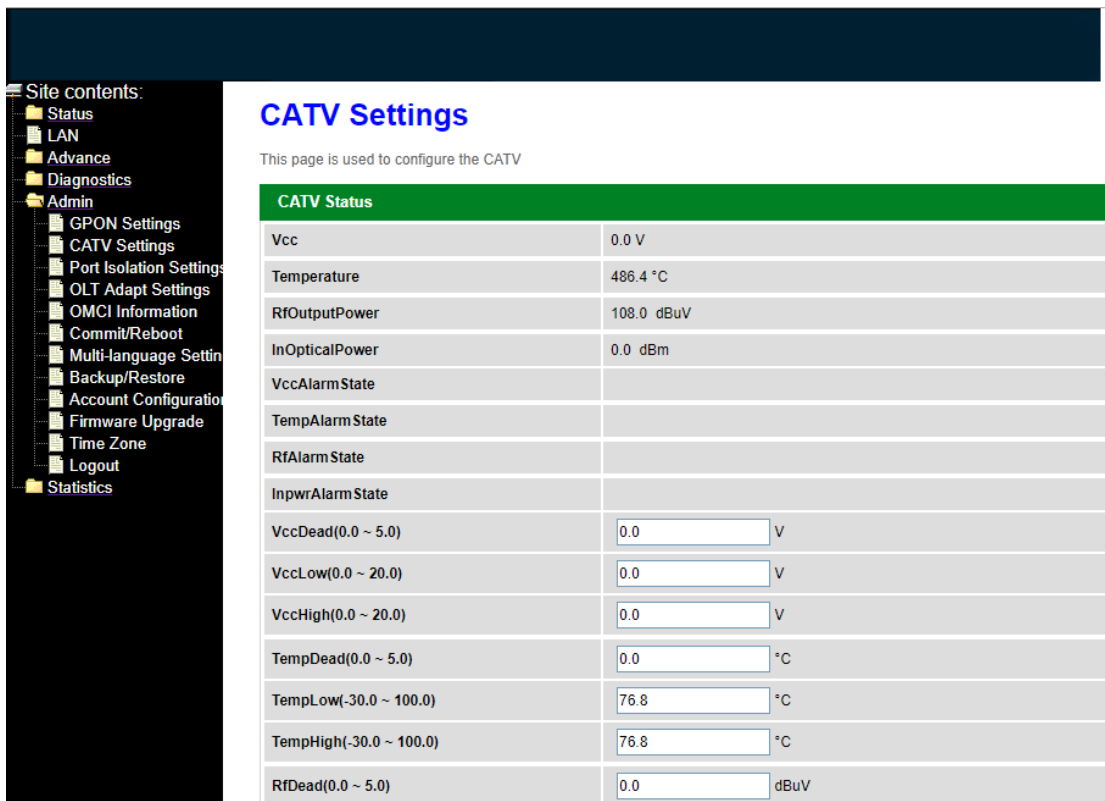 Site contents:
Status
LAN
Advance
Diagnostics
Admin
GPON Settings
CATV Settings
Port Isolation Settings
OLT Adapt Settings
OMCI Information
Commit/Reboot
Multi-language Settin
Backup/Restore
Account Configuration
Firmware Upgrade
Time Zone
Logout
Statistics
CATV Settings
This page is used to configure the CATV
CATV Status
Vcc 0.0 V
Temperature 486.4 °C
RfOutputPower 108.0 dBuV
InOpticalPower 0.0 dBm
VccAlarmState
TempAlarmState
RfAlarmState
InpwrAlarmState
VccDead(0.0 ~ 5.0) 0.0 V
VccLow(0.0 ~ 20.0) 0.0 V
VccHigh(0.0 ~ 20.0) 0.0 V
TempDead(0.0 ~ 5.0) 0.0 °C
TempLow(-30.0 ~ 100.0) 76.8 °C
TempHigh(-30.0 ~ 100.0) 76.8 °C
RfDead(0.0 ~ 5.0) 0.0 dBuV